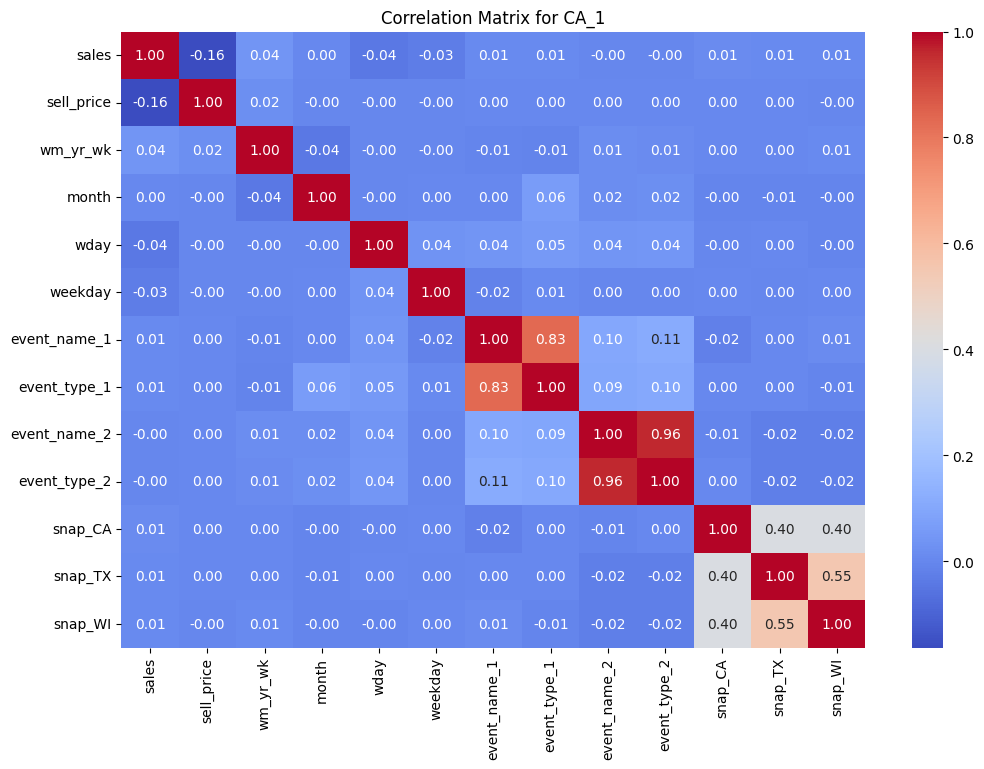 Correlation Matrix for CA_1
sales 1.00 -0.16 0.04 0.00 -0.04 -0.03 0.01 0.01 -0.00 -0.00 0.01 0.01 0.01
sell_price -0.16 1.00 0.02 -0.00 -0.00 -0.00 0.00 0.00 0.00 0.00 0.00 0.00 -0.00
wm_yr_wk 0.04 0.02 1.00 -0.04 -0.00 -0.00 -0.01 -0.01 0.01 0.01 0.00 0.00 0.01
month 0.00 -0.00 -0.04 1.00 -0.00 0.00 0.00 0.06 0.02 0.02 -0.00 -0.01 -0.00
wday -0.04 -0.00 -0.00 -0.00 1.00 0.04 0.04 0.05 0.04 0.04 -0.00 0.00 -0.00
weekday -0.03 -0.00 -0.00 0.00 0.04 1.00 -0.02 0.01 0.00 0.00 0.00 0.00 0.00
event_name_1 0.01 0.00 -0.01 0.00 0.04 -0.02 1.00 0.83 0.10 0.11 -0.02 0.00 0.01
event_type_1 0.01 0.00 -0.01 0.06 0.05 0.01 0.83 1.00 0.09 0.10 0.00 0.00 -0.01
event_name_2 -0.00 0.00 0.01 0.02 0.04 0.00 0.10 0.09 1.00 0.96 -0.01 -0.02 -0.02
event_type_2 -0.00 0.00 0.01 0.02 0.04 0.00 0.11 0.10 0.96 1.00 0.00 -0.02 -0.02
snap_CA 0.01 0.00 0.00 -0.00 -0.00 0.00 -0.02 0.00 -0.01 0.00 1.00 0.40 0.40
snap_TX 0.01 0.00 0.00 -0.01 0.00 0.00 0.00 0.00 -0.02 -0.02 0.40 1.00 0.55
snap_WI 0.01 -0.00 0.01 -0.00 -0.00 0.00 0.01 -0.01 -0.02 -0.02 0.40 0.55 1.00
sales sell_price wm_yr_wk month wday weekday event_name_1 event_type_1 event_name_2 event_type_2 snap_CA snap_TX snap_WI
1.0
0.8
0.6
0.4
0.2
0.0